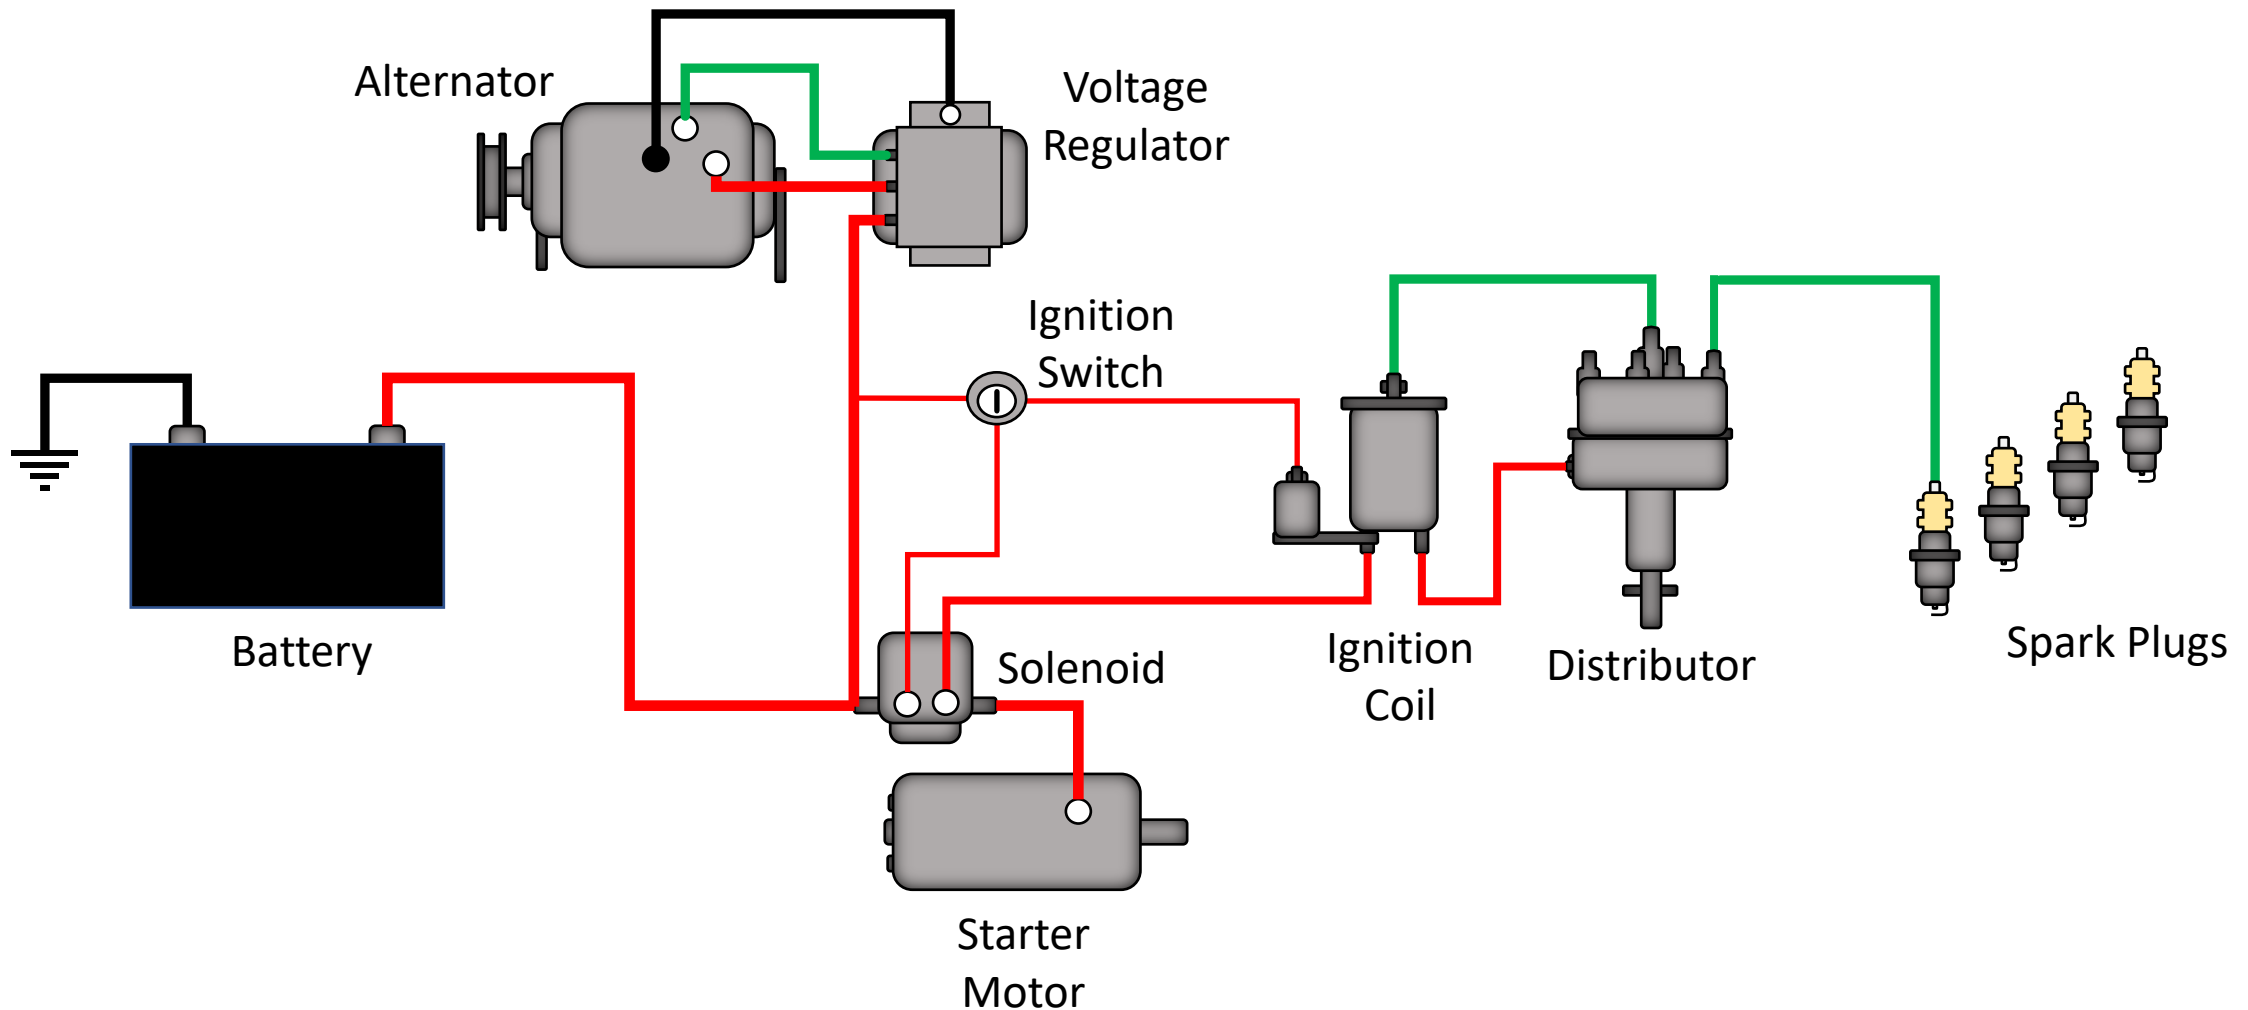 Alternator
Voltage
Regulator
Ignition
Switch
Battery
Solenoid
Ignition
Coil
Distributor
Spark Plugs
Starter
Motor